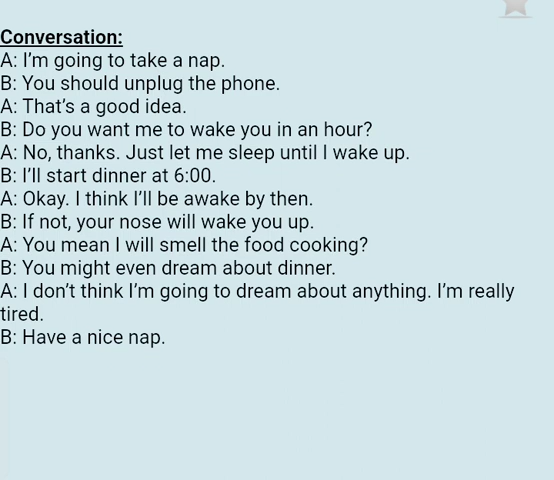 Conversation:
A: I’m going to take a nap.
B: You should unplug the phone.
A: That’s a good idea.
B: Do you want me to wake you in an hour?
A: No, thanks. Just let me sleep until I wake up.
B: I’ll start dinner at 6:00.
A: Okay. I think I’ll be awake by then.
B: If not, your nose will wake you up.
A: You mean I will smell the food cooking?
B: You might even dream about dinner.
A: I don’t think I’m going to dream about anything. I’m really
tired.
B: Have a nice nap.